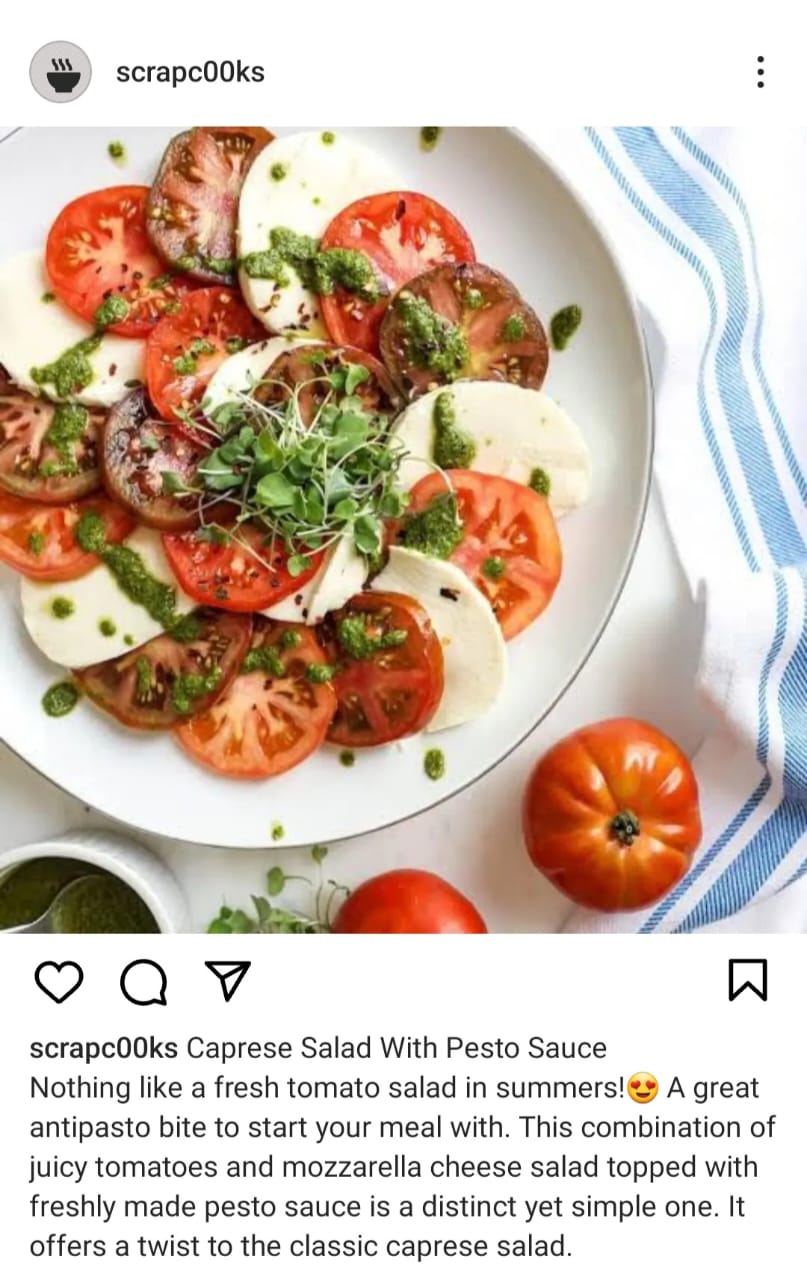 scrapc00ks
scrapc00ks Caprese Salad With Pesto Sauce
Nothing like a fresh tomato salad in summers!😍 A great
antipasto bite to start your meal with. This combination of
juicy tomatoes and mozzarella cheese salad topped with
freshly made pesto sauce is a distinct yet simple one. It
offers a twist to the classic caprese salad.